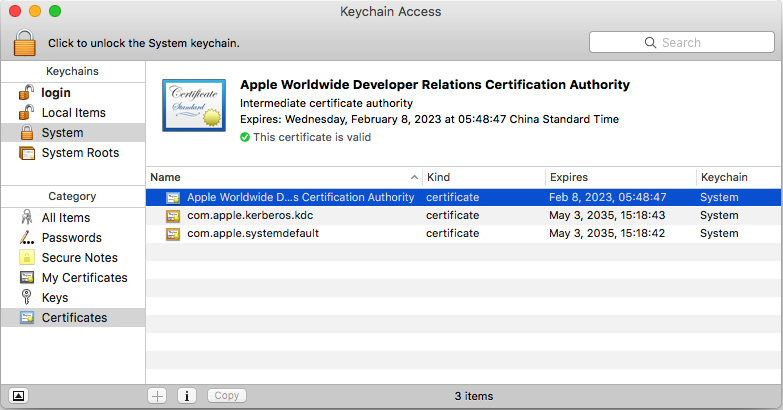 Keychain Access
Click to unlock the System keychain.
Search
Keychains
login
Local Items
System
System Roots
Category
All Items
Passwords
Secure Notes
My Certificates
Keys
Certificates
Certificate
Standard
Apple Worldwide Developer Relations Certification Authority
Intermediate certificate authority
Expires: Wednesday, February 8, 2023 at 05:48:47 China Standard Time
This certificate is valid
Name Kind Expires Keychain
Apple Worldwide D...s Certification Authority certificate Feb 8, 2023, 05:48:47 System
com.apple.kerberos.kdc certificate May 3, 2035, 15:18:43 System
com.apple.systemdefault certificate May 3, 2035, 15:18:42 System
Copy
3 items